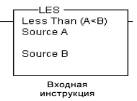 LES
Less Than (A<B)
Source A
Source B
Входная
инструкция